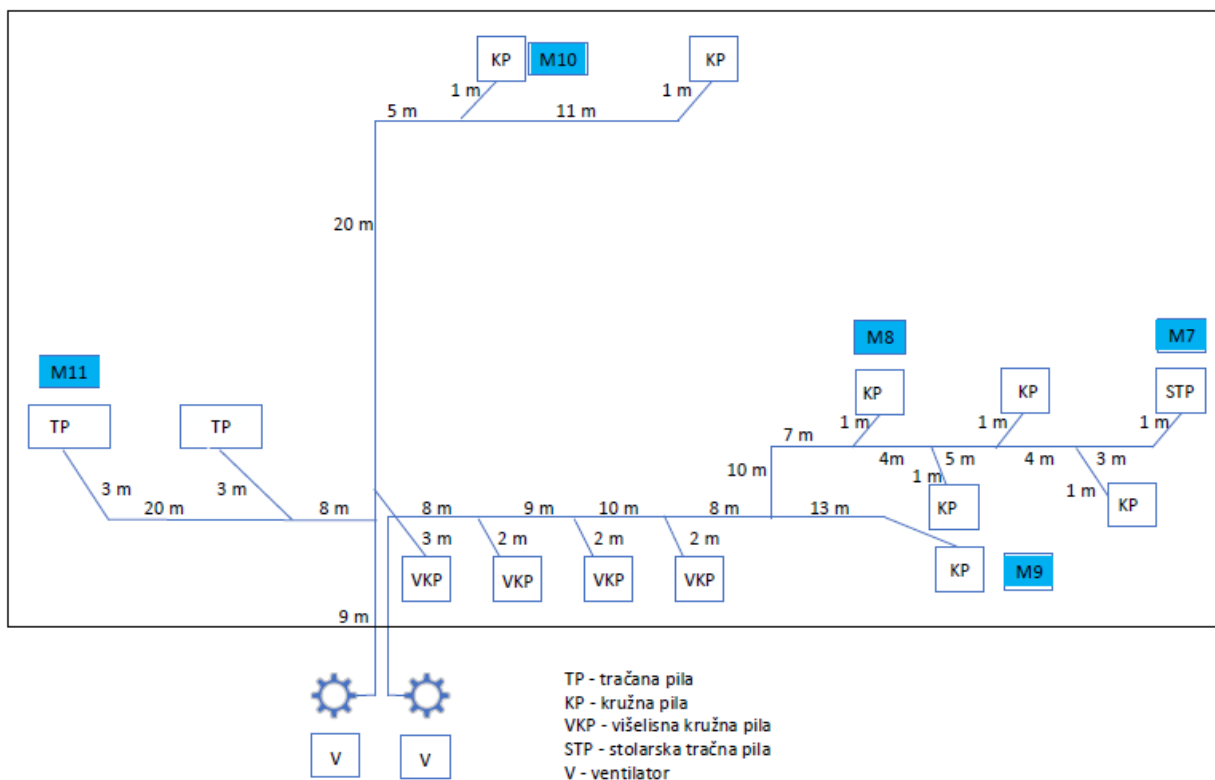 KP M10 KP
1 m 1 m
5 m 11 m
20 m
M8 M7
M11
KP KP STP
TP TP
1 m 1 m 1 m
7 m
4m 5 m 4 m 3 m
10 m
1 m 1 m
3 m 3 m
KP KP
20 m 8 m 8 m 9 m 10 m 8 m 13 m
3 m 2 m 2 m 2 m
VKP VKP VKP VKP KP M9
9 m
TP - tračana pila
KP - kružna pila
VKP - višelisna kružna pila
STP - stolarska tračna pila
V - ventilator
V V